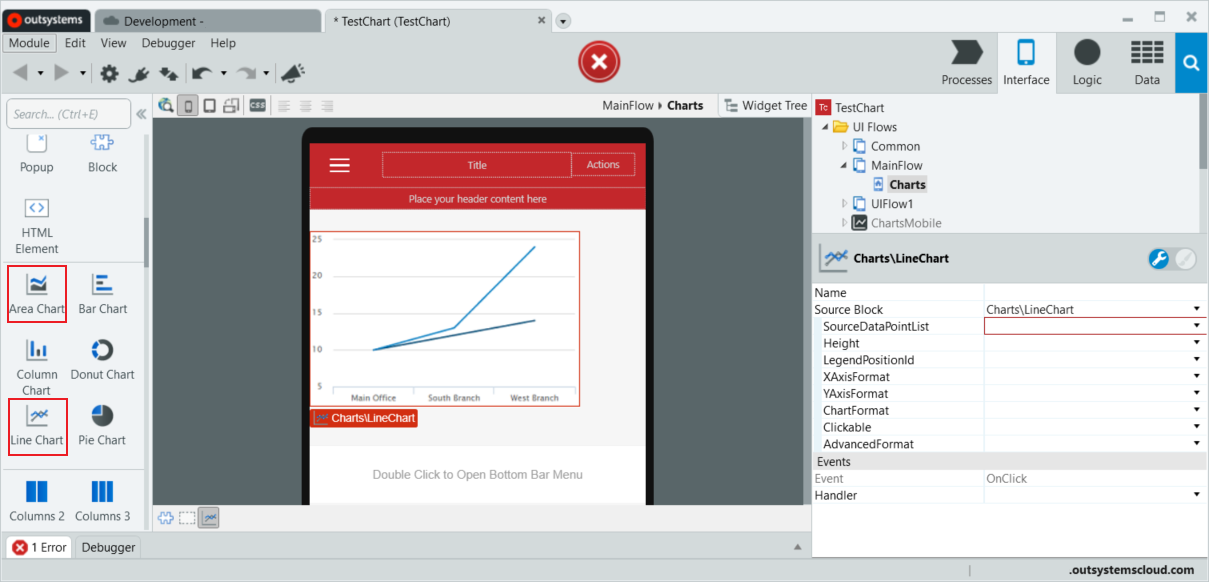 outsystems
Development -
* TestChart (TestChart)
Module Edit View Debugger Help
Processes Interface Logic Data
Search... (Ctrl+E)
CSS
MainFlow Charts
Widget Tree
Popup Block
HTML
Element
Area Chart Bar Chart
Column
Chart
Donut Chart
Line Chart Pie Chart
Columns 2 Columns 3
Title
Actions
Place your header content here
25
20
15
10
5
Main Office South Branch West Branch
Charts\LineChart
Double Click to Open Bottom Bar Menu
Tc TestChart
UI Flows
Common
MainFlow
Charts
UIFlow1
ChartsMobile
Charts\LineChart
Name
Source Block Charts\LineChart
SourceDataPointList
Height
LegendPositionId
XAxisFormat
YAxisFormat
ChartFormat
Clickable
AdvancedFormat
Events
Event OnClick
Handler
1 Error Debugger
.outsystemscloud.com